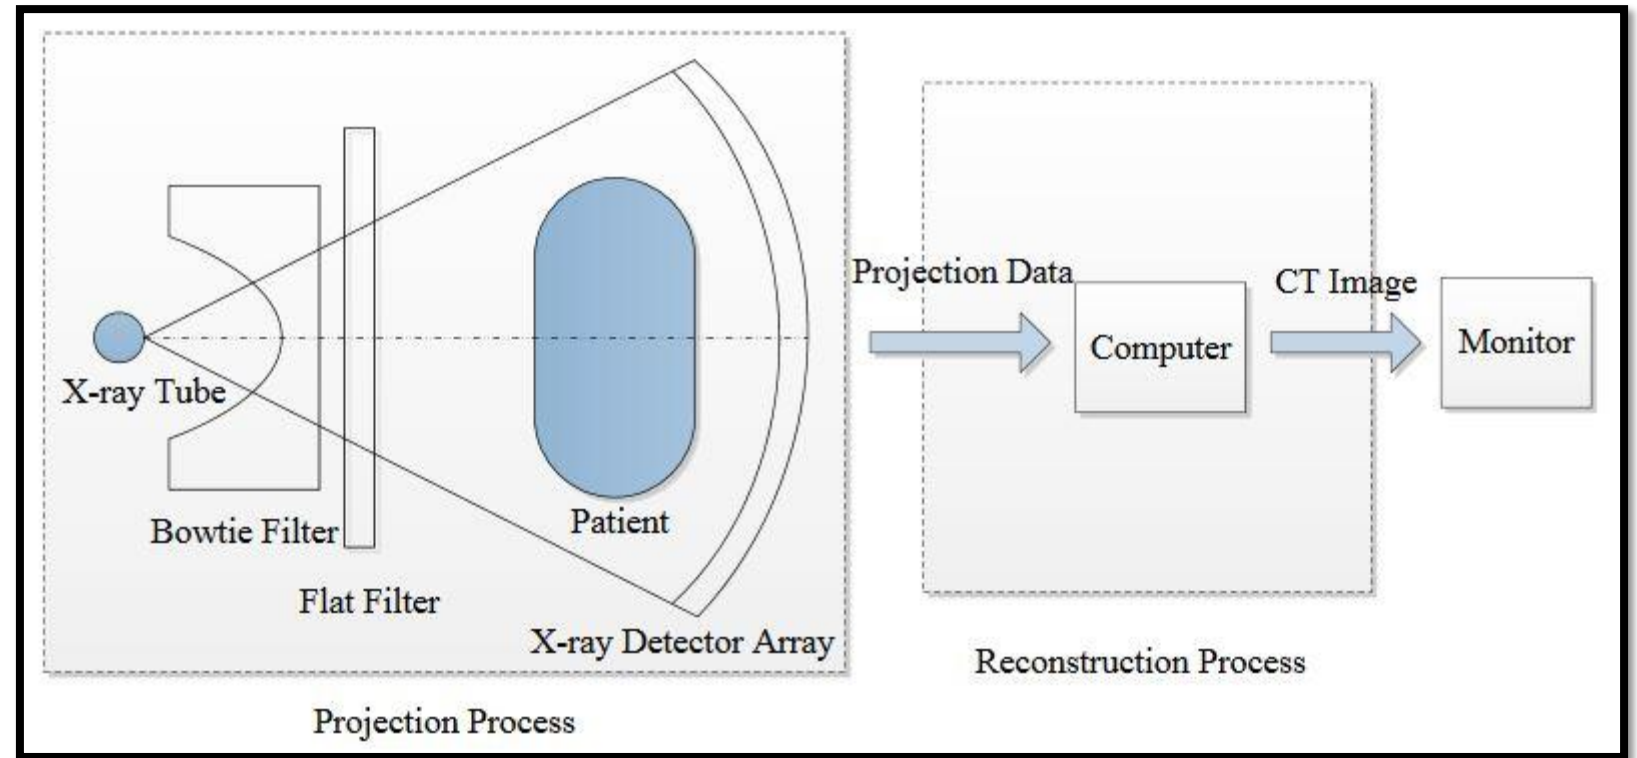 X-ray Tube
Bowtie Filter
Flat Filter
Patient
X-ray Detector Array
Projection Process
Projection Data
Computer
CT Image
Monitor
Reconstruction Process